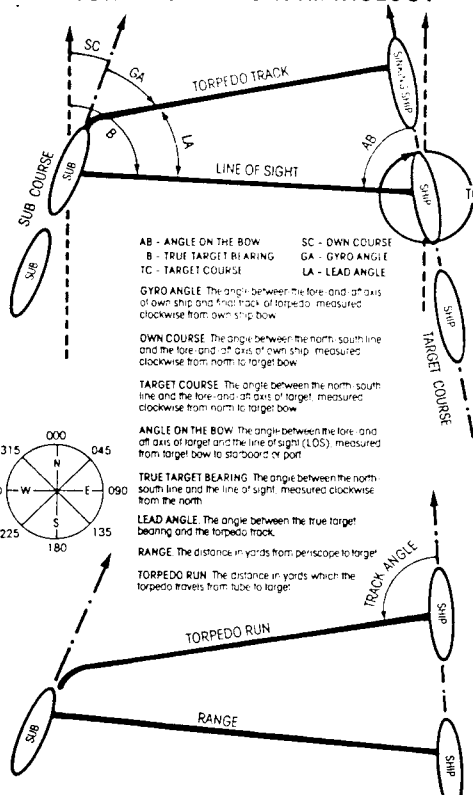 SC
GA
TORPEDO TRACK
SINKING SHIP
B
LA
AB
SUB
LINE OF SIGHT
SHIP
SUB COURSE
SUB
AB - ANGLE ON THE BOW
B - TRUE TARGET BEARING
TC - TARGET COURSE
SC - OWN COURSE
GA - GYRO ANGLE
LA - LEAD ANGLE
GYRO ANGLE The angle between the fore-and-aft axis
of own ship and final track of torpedo, measured
clockwise from own ship bow
OWN COURSE The angle between the north-south line
and the fore-and-aft axis of own ship, measured
clockwise from north to target bow
TARGET COURSE The angle between the north-south
line and the fore-and-aft axis of target, measured
clockwise from north to target bow
ANGLE ON THE BOW The angle between the fore-and-
aft axis of target and the line of sight (LOS), measured
from target bow to starboard or port
TRUE TARGET BEARING The angle between the north-
south line and the line of sight, measured clockwise
from the north
LEAD ANGLE. The angle between the true target
bearing and the torpedo track.
RANGE The distance in yards from periscope to target
TORPEDO RUN The distance in yards which the
torpedo travels from tube to target
SHIP
TARGET COURSE
000
315
045
N
W
E
090
S
225
135
180
TRACK ANGLE
SHIP
TORPEDO RUN
SUB
RANGE
SHIP